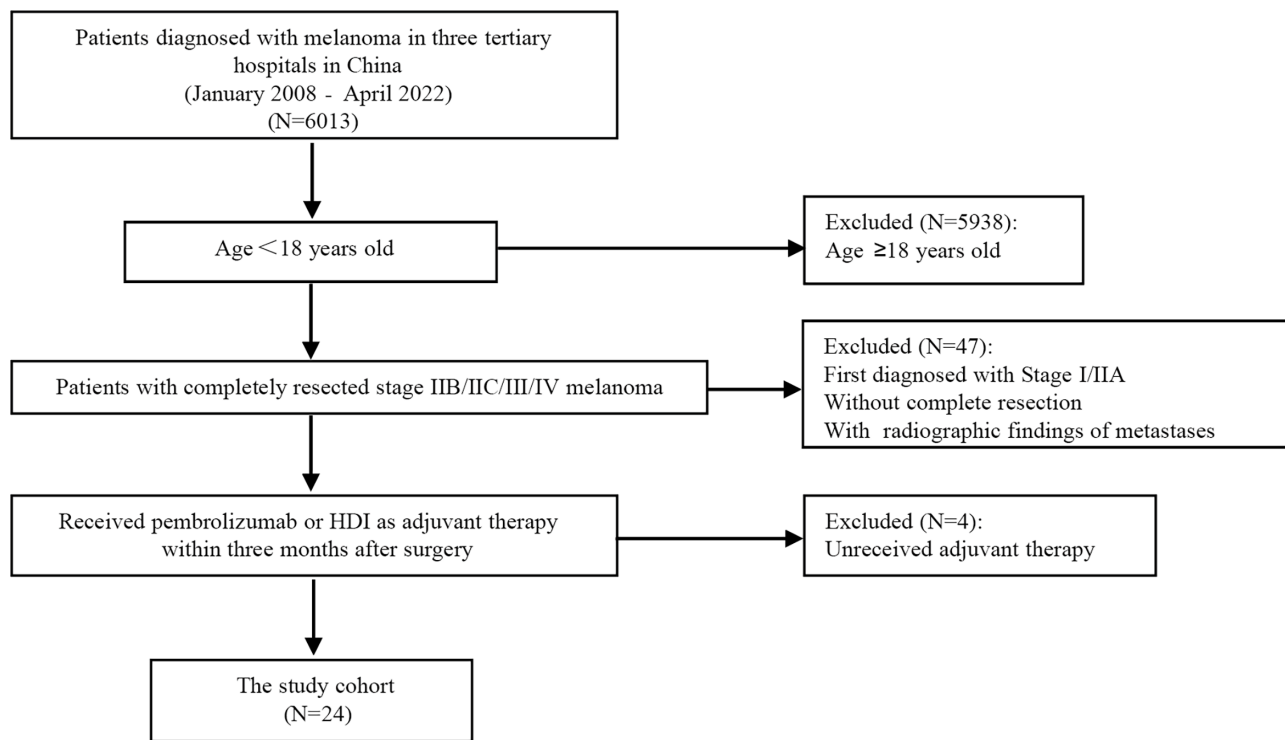 Patients diagnosed with melanoma in three tertiary
hospitals in China
(January 2008 - April 2022)
(N=6013)
Age＜18 years old
Excluded (N=5938):
Age ≥18 years old
Patients with completely resected stage IIB/IIC/III/IV melanoma
Excluded (N=47):
First diagnosed with Stage I/IIA
Without complete resection
With radiographic findings of metastases
Received pembrolizumab or HDI as adjuvant therapy
within three months after surgery
Excluded (N=4):
Unreceived adjuvant therapy
The study cohort
(N=24)